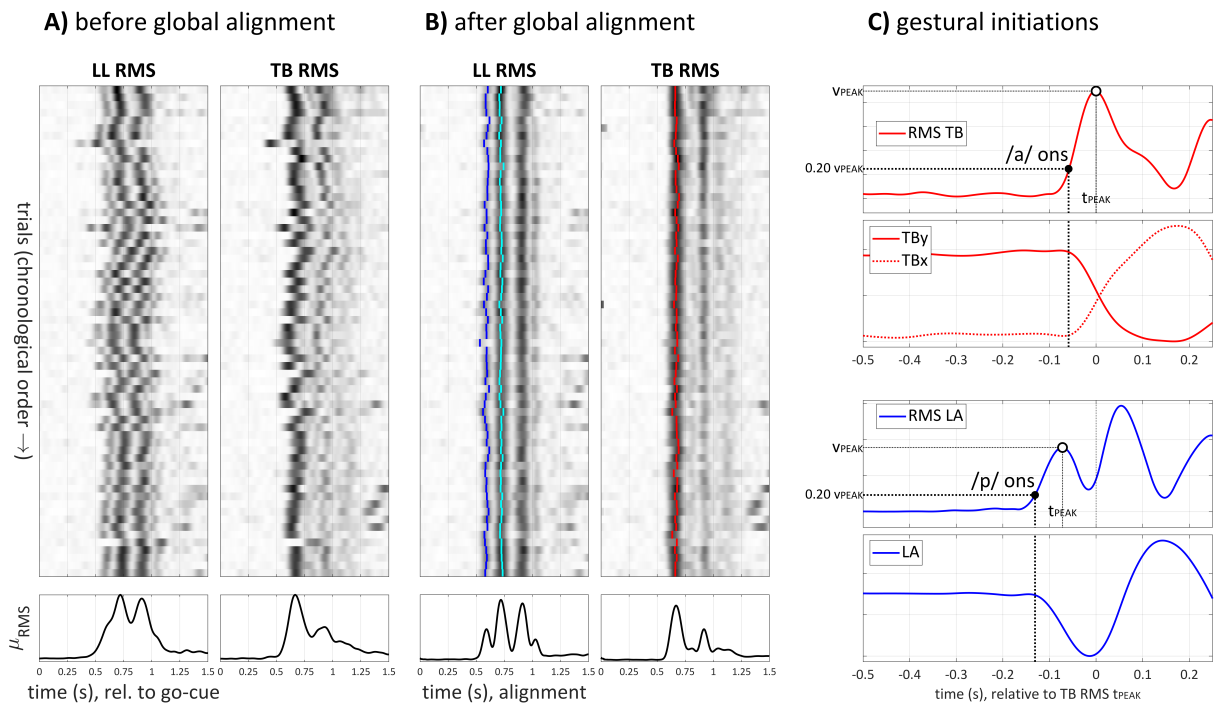 A) before global alignment
B) after global alignment
C) gestural initiations
LL RMS
TB RMS
LL RMS
TB RMS
trials (chronological order →)
μRMS
0 0.25 0.5 0.75 1 1.25 1.5
0.25 0.5 0.75 1 1.25 1.5
0 0.25 0.5 0.75 1 1.25 1.5
0 0.25 0.5 0.75 1 1.25 1.5
time (s), rel. to go-cue
time (s), alignment
vPEAK
RMS TB
/a/ ons
0.20 vPEAK
tPEAK
TBy
TBx
-0.5 -0.4 -0.3 -0.2 -0.1 0 0.1 0.2
RMS LA
vPEAK
/p/ ons
0.20 vPEAK
tPEAK
LA
-0.5 -0.4 -0.3 -0.2 -0.1 0 0.1 0.2
time (s), relative to TB RMS tPEAK